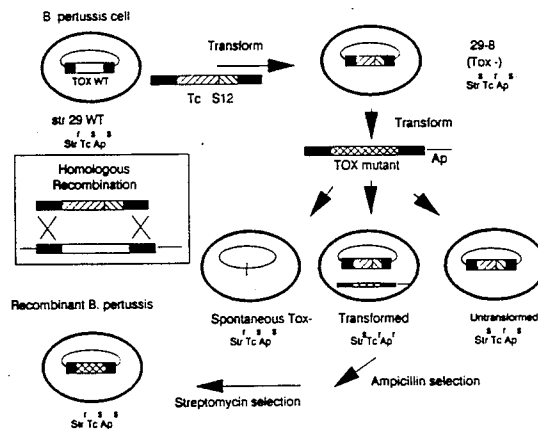 B pertussis cell
TOX WT
str 29 WT
r s s
Str Tc Ap
Transform
Tc S12
29-8
(Tox -)
s r s
Str Tc Ap
Transform
TOX mutant
Ap
Homologous
Recombination
Spontaneous Tox-
r s s
Str Tc Ap
Transformed
s r r
Str Tc Ap
Untransformed
s r s
Str Tc Ap
Ampicillin selection
Streptomycin selection
Recombinant B. pertussis
r s s
Str Tc Ap